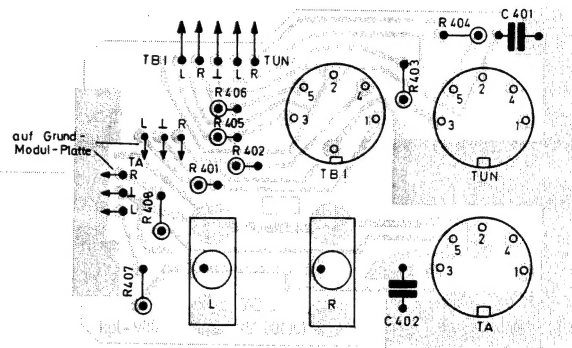 R 404
C 401
TB I
L R ⊥ L R
TUN
R 406
R 403
R 405
L ⊥ R
auf Grund-
Modul-Platte
TA
R 402
R 401
R
⊥
L
R 408
5 2 4 3 1
TB I
5 2 4 3 1
TUN
R 407
L
R
C 402
5 2 4 3 1
TA